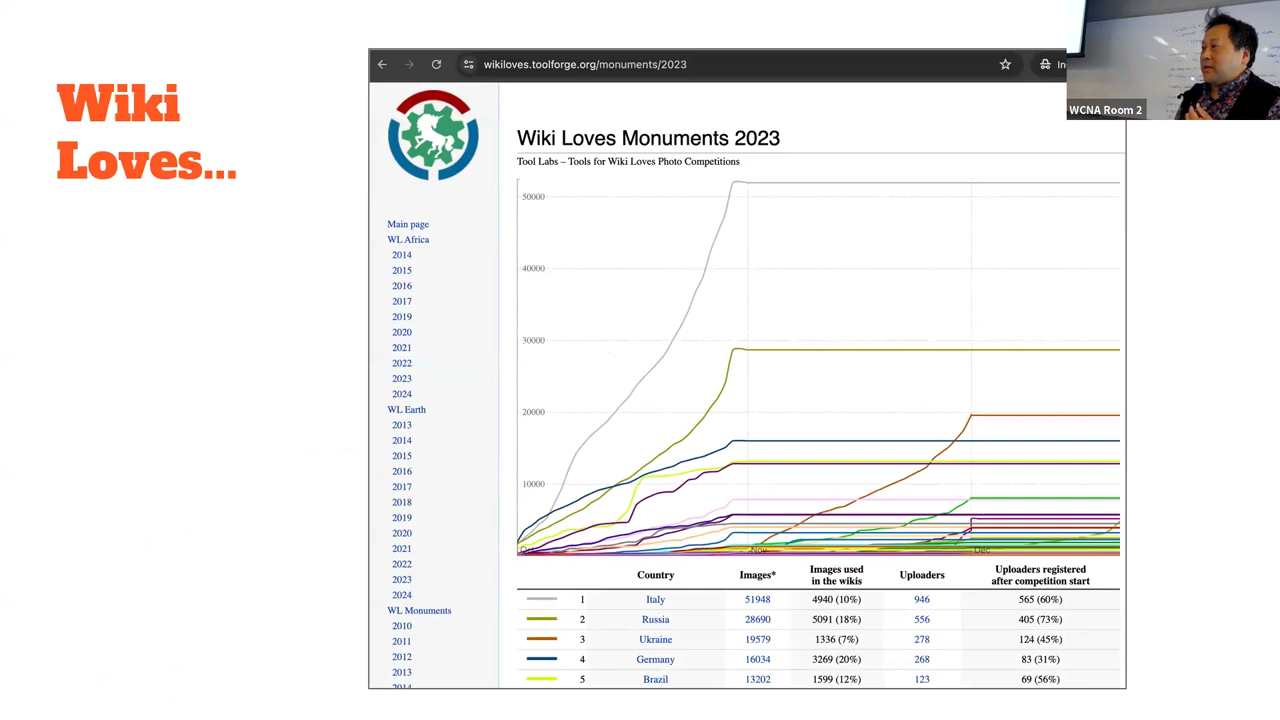 Wiki
Loves...
wikiloves.toolforge.org/monuments/2023
In
WCNA Room 2
Wiki Loves Monuments 2023
Tool Labs – Tools for Wiki Loves Photo Competitions
Main page
WL Africa
2014
2015
2016
2017
2019
2020
2021
2022
2023
2024
WL Earth
2013
2014
2015
2016
2017
2018
2019
2020
2021
2022
2023
2024
WL Monuments
2010
2011
2012
2013
2014
50000
40000
30000
20000
10000
Oct Nov Dec
Country Images* Images used in the wikis Uploaders Uploaders registered after competition start
1 Italy 51948 4940 (10%) 946 565 (60%)
2 Russia 28690 5091 (18%) 556 405 (73%)
3 Ukraine 19579 1336 (7%) 278 124 (45%)
4 Germany 16034 3269 (20%) 268 83 (31%)
5 Brazil 13202 1599 (12%) 123 69 (56%)